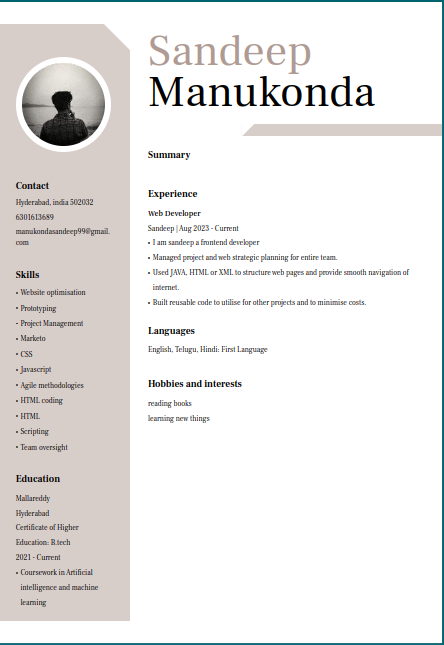 Sandeep
Manukonda
Contact
Hyderabad, india 502032
6301613689
manukondasandeep99@gmail.
com
Skills
• Website optimisation
• Prototyping
• Project Management
• Marketo
• CSS
• Javascript
• Agile methodologies
• HTML coding
• HTML
• Scripting
• Team oversight
Education
Mallareddy
Hyderabad
Certificate of Higher
Education: B.tech
2021 - Current
• Coursework in Artificial
intelligence and machine
learning
Summary
Experience
Web Developer
Sandeep | Aug 2023 - Current
• I am sandeep a frontend developer
• Managed project and web strategic planning for entire team.
• Used JAVA, HTML or XML to structure web pages and provide smooth navigation of
internet.
• Built reusable code to utilise for other projects and to minimise costs.
Languages
English, Telugu, Hindi: First Language
Hobbies and interests
reading books
learning new things